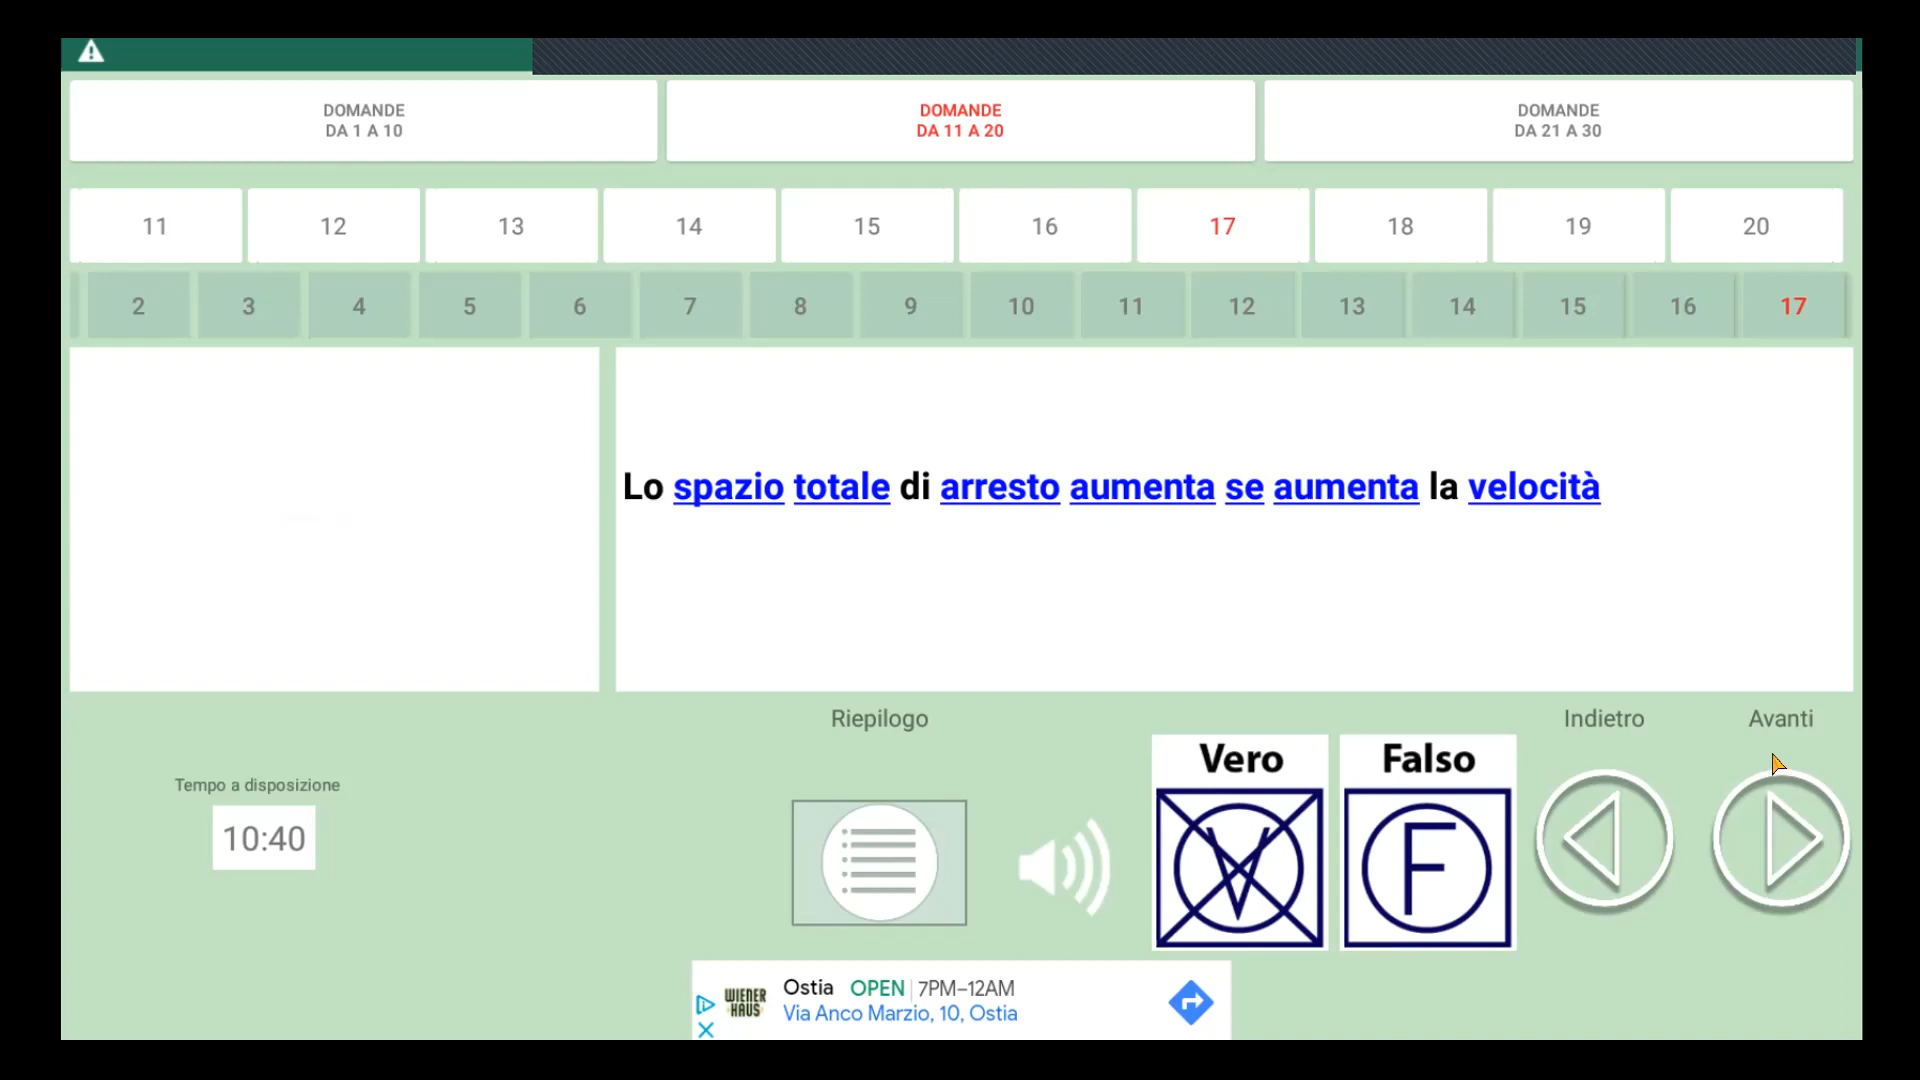 DOMANDE
DA 1 A 10
DOMANDE
DA 11 A 20
DOMANDE
DA 21 A 30
11 12 13 14 15 16 17 18 19 20
2 3 4 5 6 7 8 9 10 11 12 13 14 15 16 17
Lo spazio totale di arresto aumenta se aumenta la velocità
Riepilogo
Indietro
Avanti
Vero
Falso
V
F
Tempo a disposizione
10:40
WIENER
HAUS
Ostia OPEN | 7PM–12AM
Via Anco Marzio, 10, Ostia